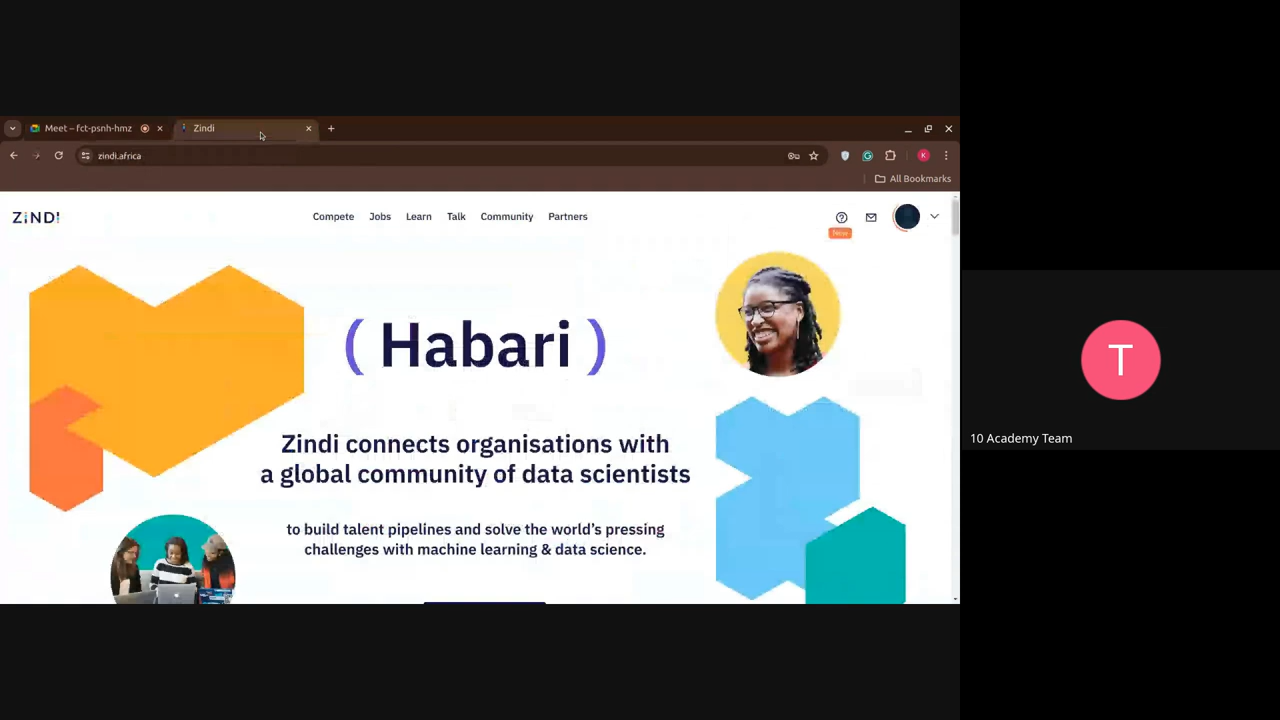 Meet – fct-psnh-hmz
Zindi
zindi.africa
K
All Bookmarks
ZINDI
Compete
Jobs
Learn
Talk
Community
Partners
New
( Habari )
Zindi connects organisations with
a global community of data scientists
to build talent pipelines and solve the world's pressing
challenges with machine learning & data science.
T
10 Academy Team